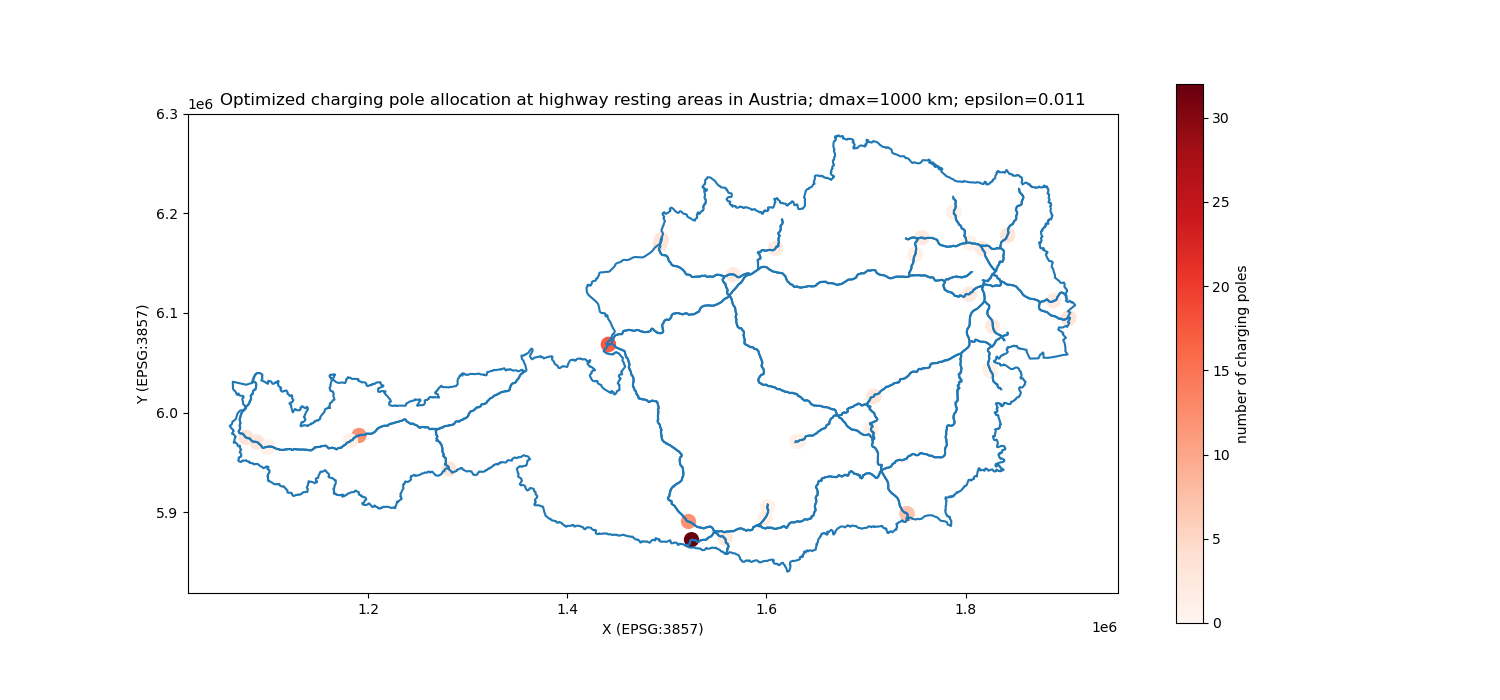 Optimized charging pole allocation at highway resting areas in Austria; dmax=1000 km; epsilon=0.011
1e6
6.3
6.2
6.1
6.0
5.9
Y (EPSG:3857)
1.2
1.4
1.6
1.8
X (EPSG:3857)
1e6
30
25
20
15
10
5
0
number of charging poles